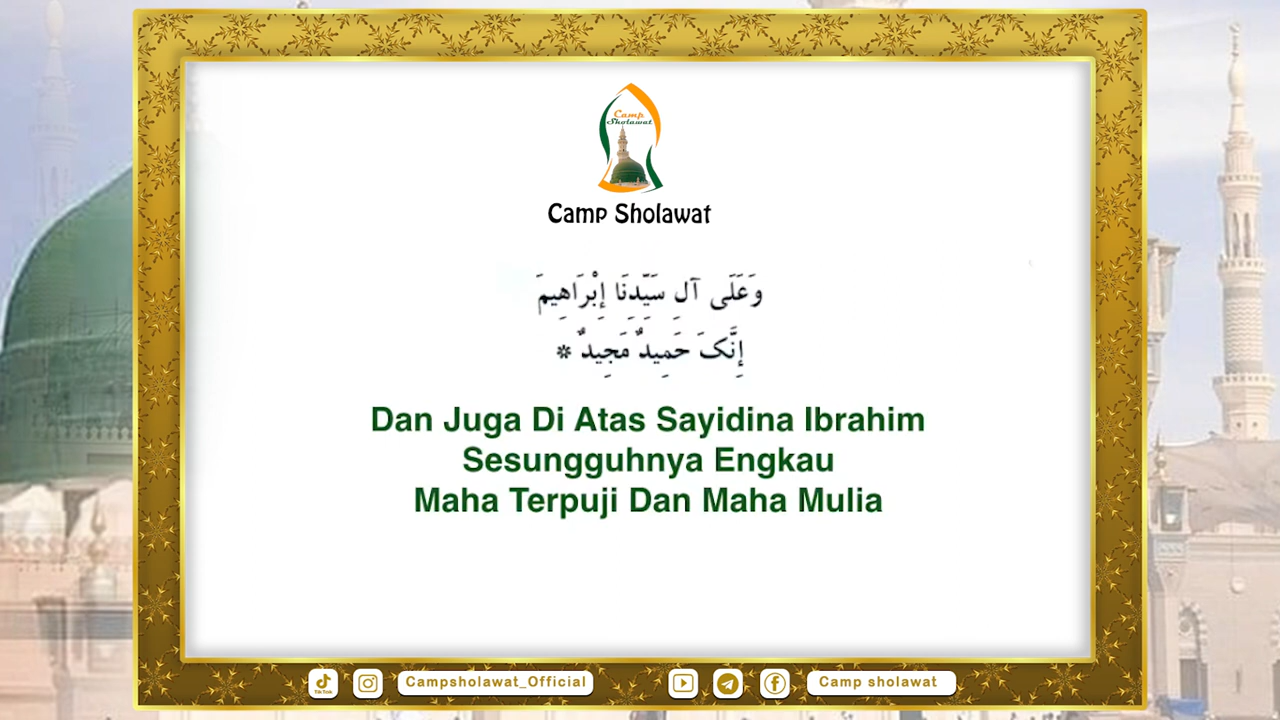 Camp
Sholawat
Camp Sholawat
وَعَلَى آلِ سَيِّدِنَا إِبْرَاهِيمَ
إِنَّكَ حَمِيدٌ مَجِيدٌ *
Dan Juga Di Atas Sayidina Ibrahim
Sesungguhnya Engkau
Maha Terpuji Dan Maha Mulia
TikTok
Campsholawat_Official
Camp sholawat